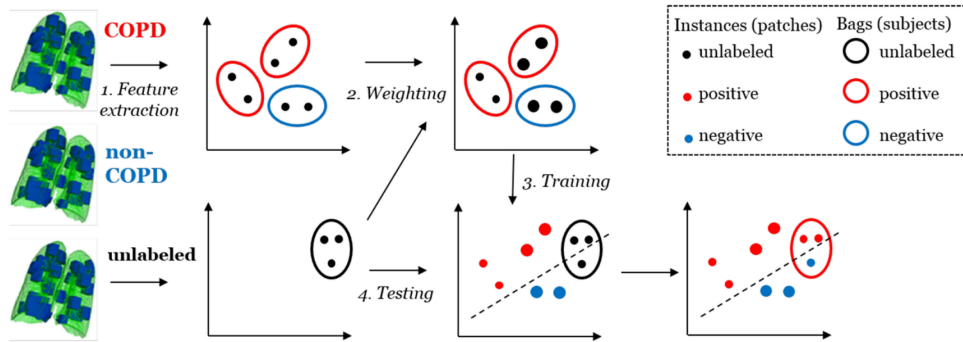 COPD
1. Feature
extraction
2. Weighting
non-
COPD
unlabeled
3. Training
4. Testing
Instances (patches)
unlabeled
positive
negative
Bags (subjects)
unlabeled
positive
negative